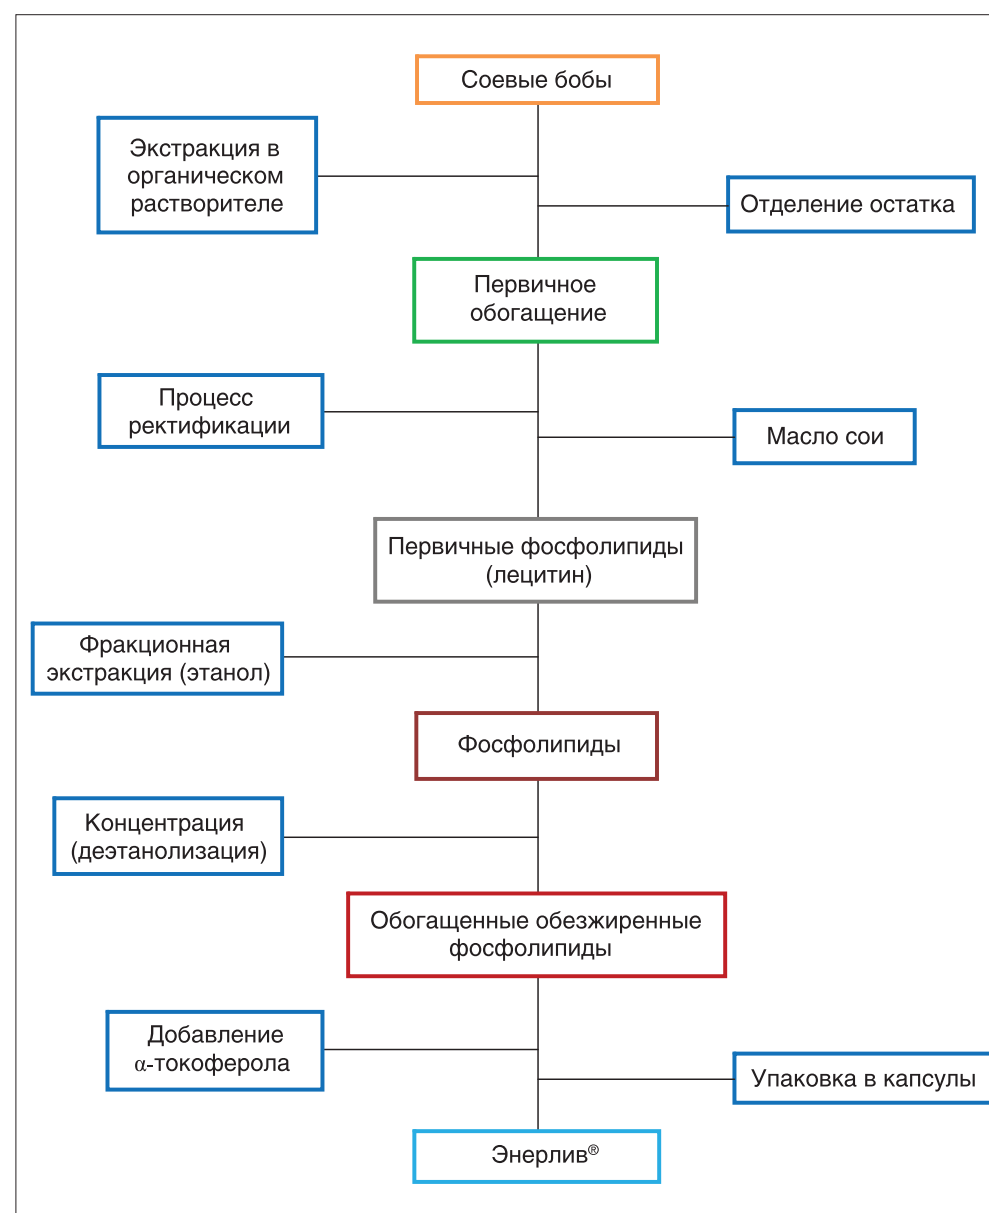 Соевые бобы
Экстракция в
органическом
растворителе
Отделение остатка
Первичное
обогащение
Процесс
ректификации
Масло сои
Первичные фосфолипиды
(лецитин)
Фракционная
экстракция (этанол)
Фосфолипиды
Концентрация
(деэтанолизация)
Обогащенные обезжиренные
фосфолипиды
Добавление
α-токоферола
Упаковка в капсулы
Энерлив®